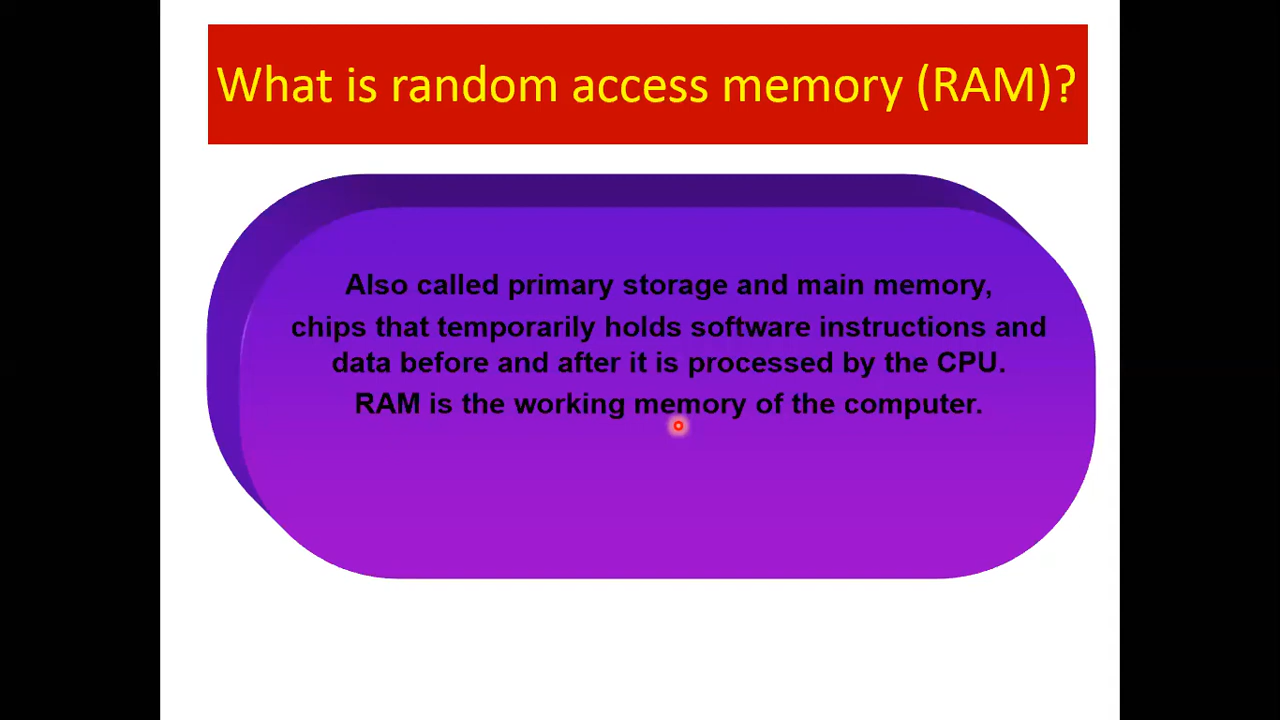 What is random access memory (RAM)?
Also called primary storage and main memory,
chips that temporarily holds software instructions and
data before and after it is processed by the CPU.
RAM is the working memory of the computer.